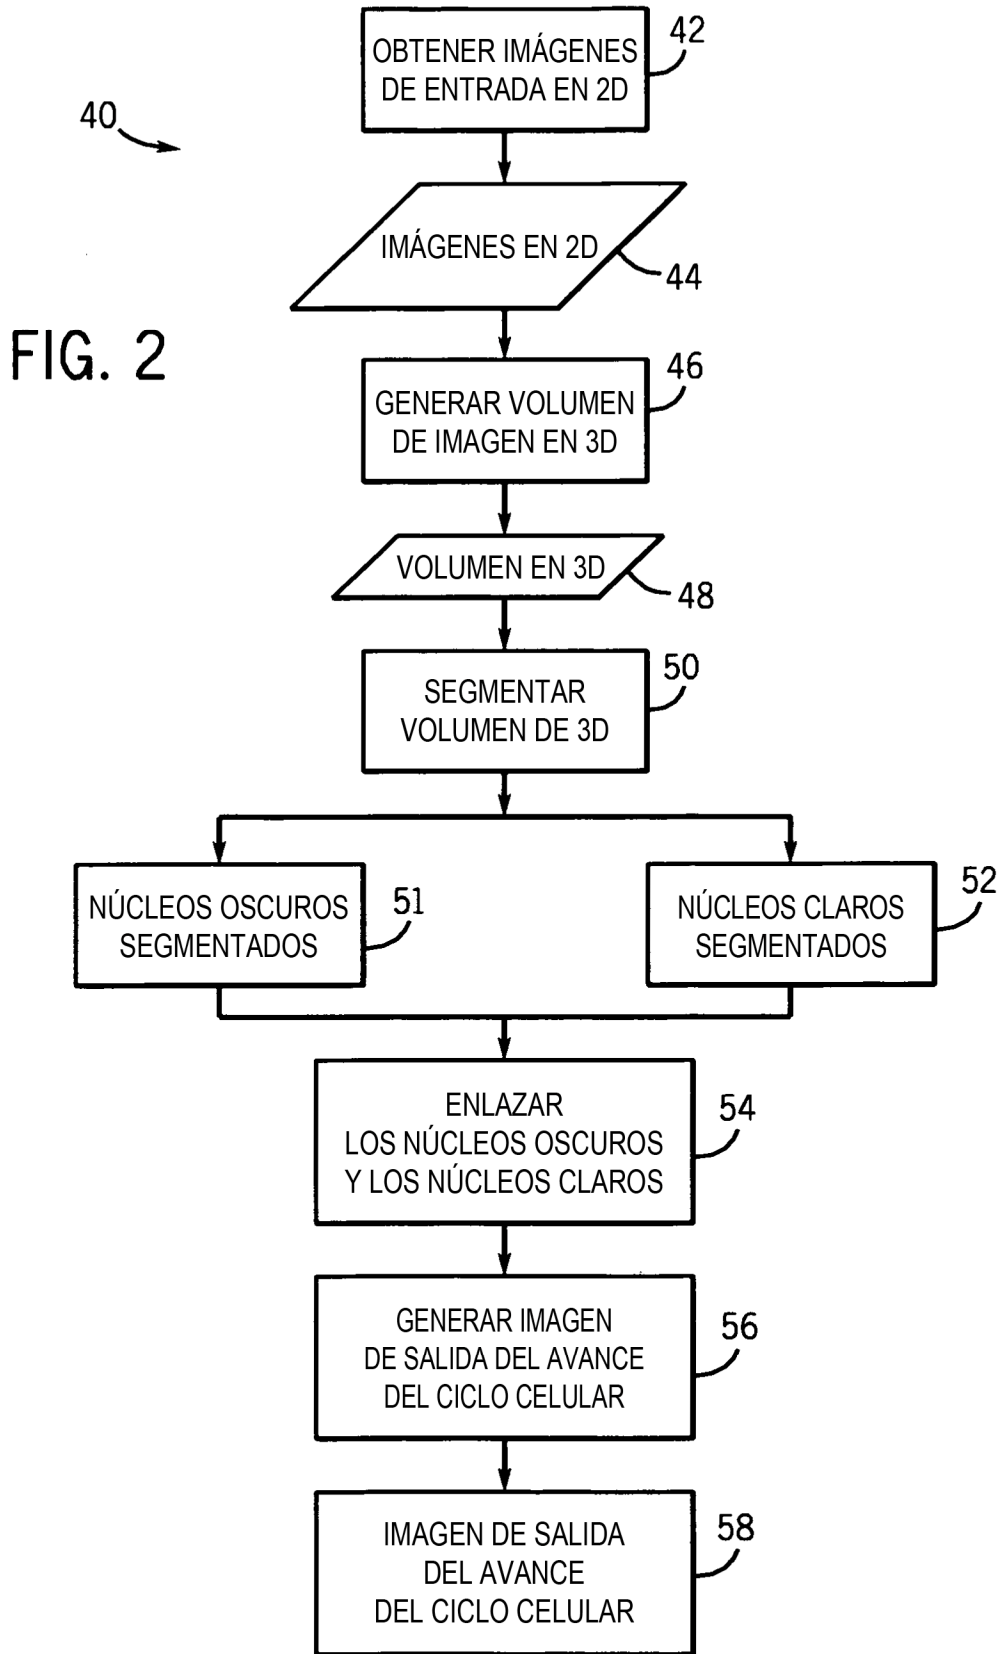 42
OBTENER IMÁGENES
DE ENTRADA EN 2D
40
IMÁGENES EN 2D
44
FIG. 2
46
GENERAR VOLUMEN
DE IMAGEN EN 3D
VOLUMEN EN 3D
48
50
SEGMENTAR
VOLUMEN DE 3D
NÚCLEOS OSCUROS
SEGMENTADOS
51
NÚCLEOS CLAROS
SEGMENTADOS
52
ENLAZAR
LOS NÚCLEOS OSCUROS
Y LOS NÚCLEOS CLAROS
54
GENERAR IMAGEN
DE SALIDA DEL AVANCE
DEL CICLO CELULAR
56
IMAGEN DE SALIDA
DEL AVANCE
DEL CICLO CELULAR
58